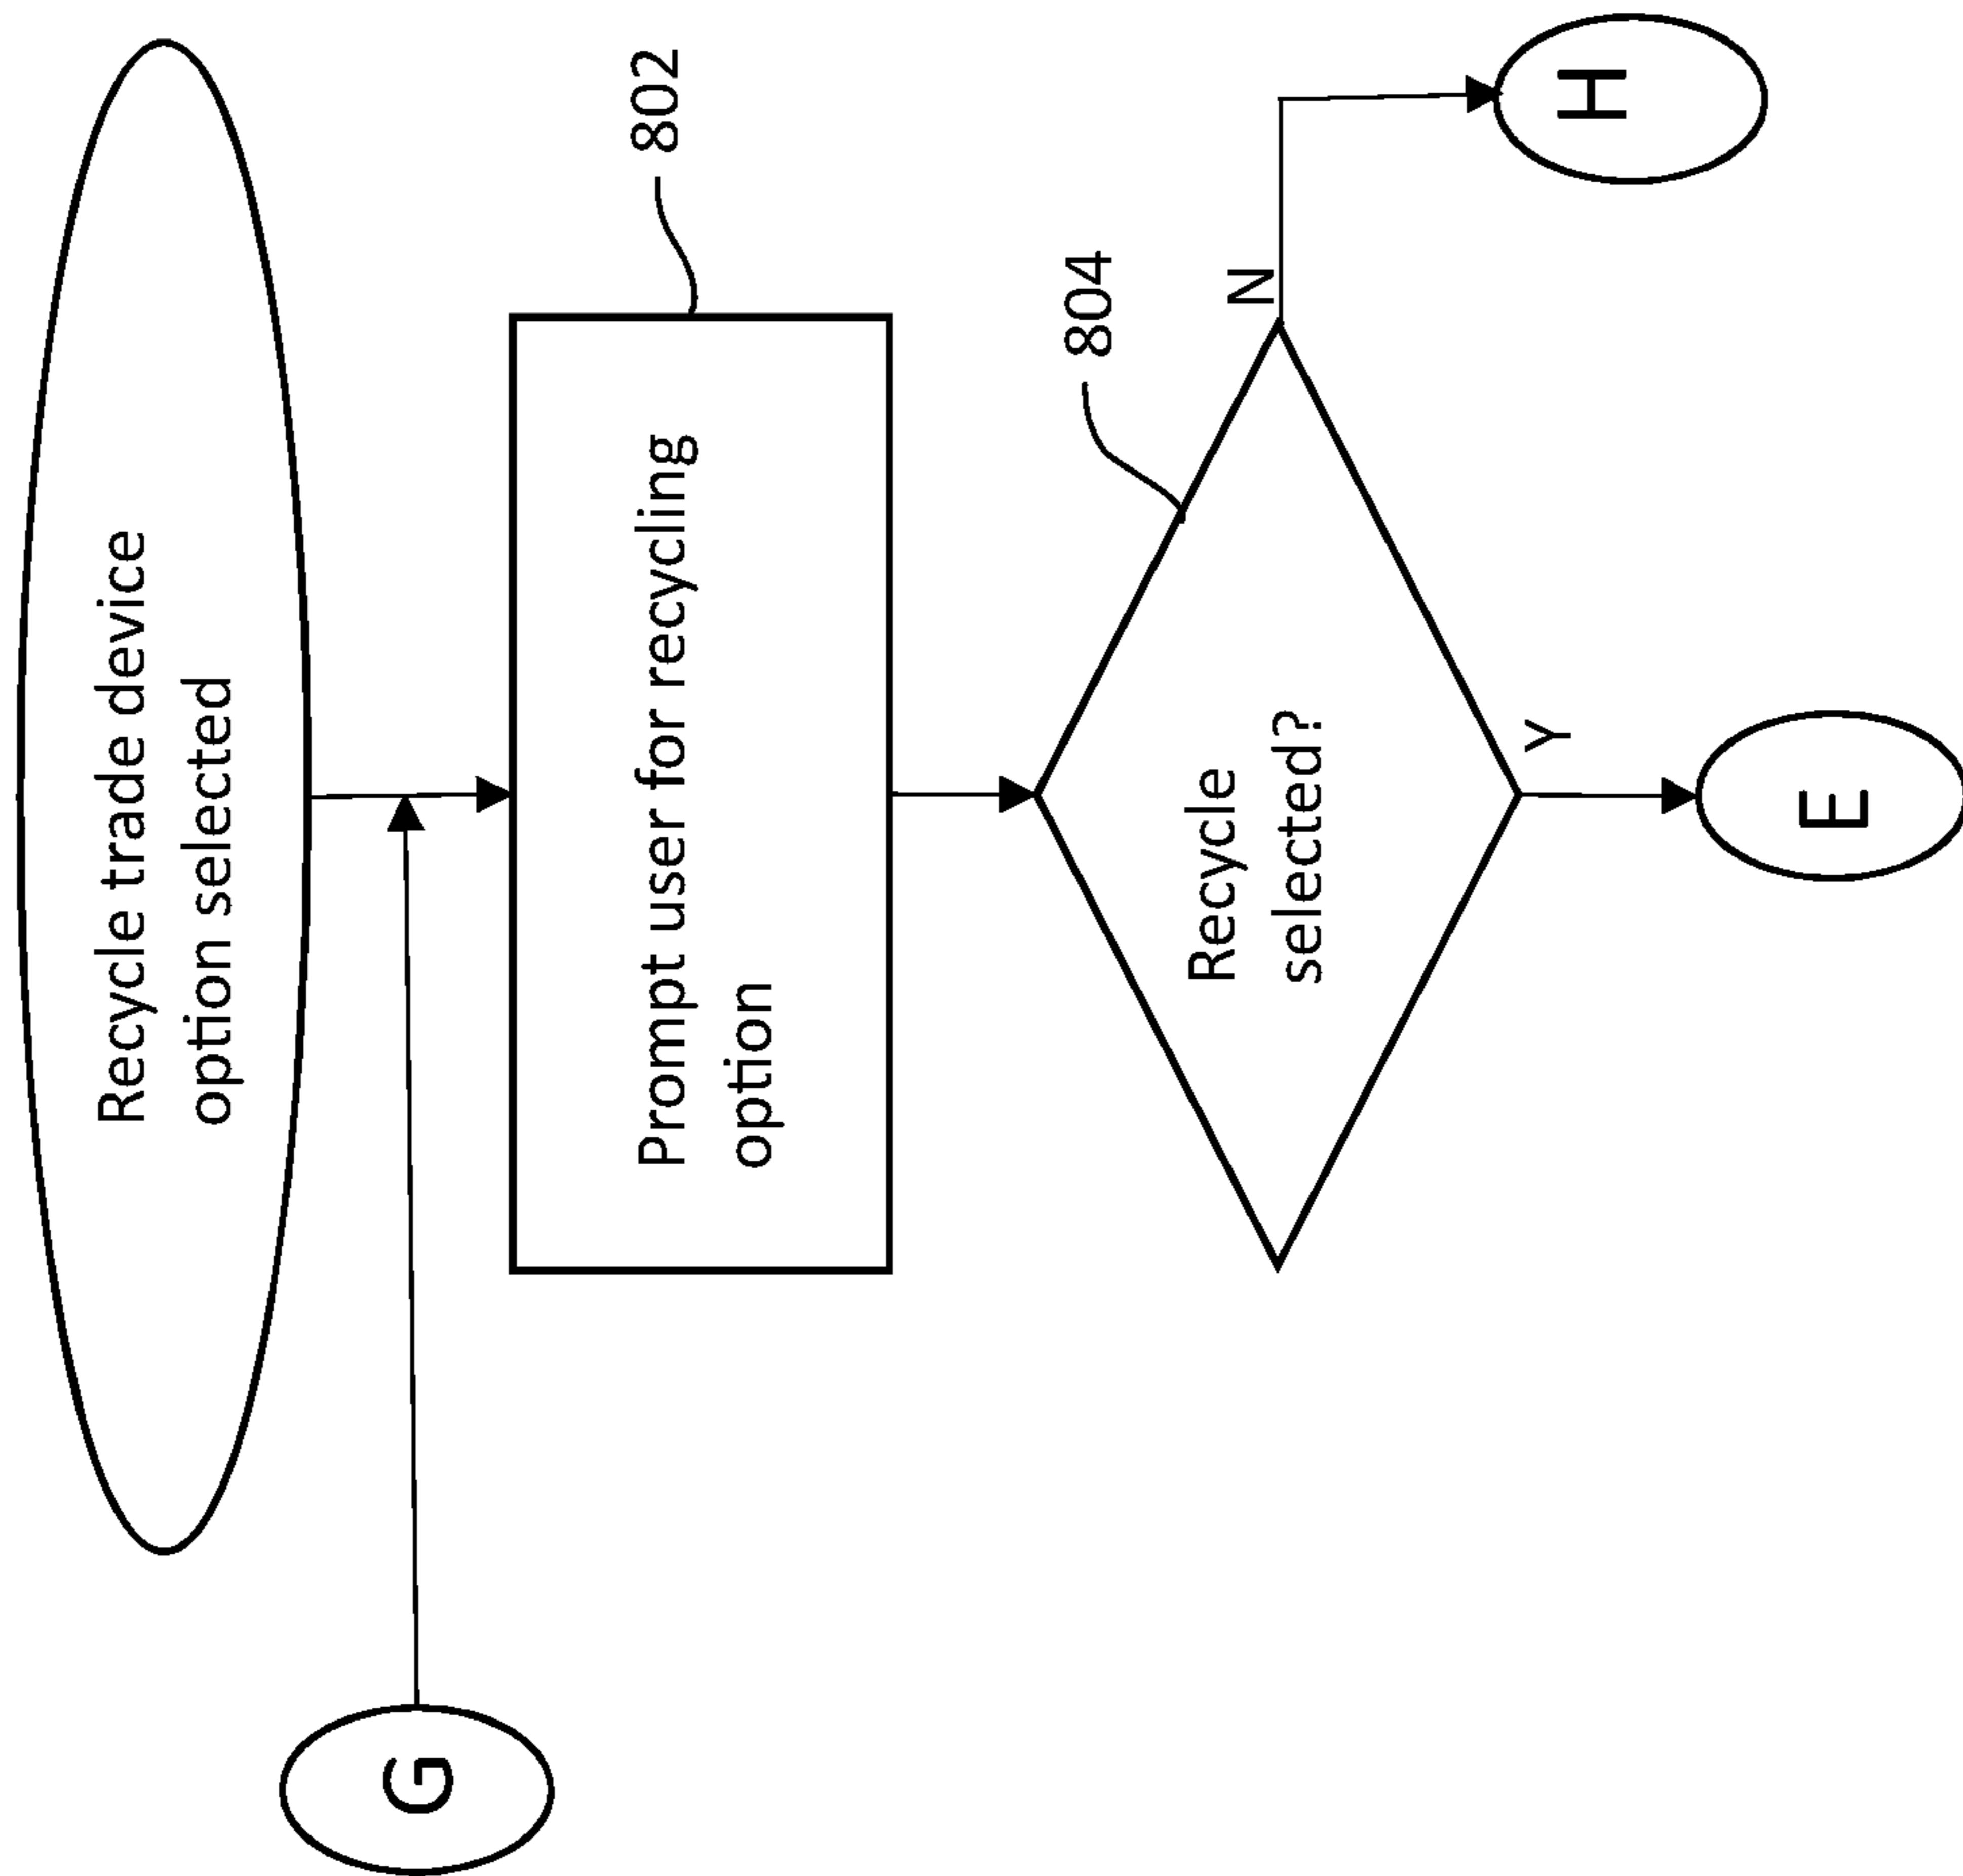 Recycle trade device
option selected
G
Prompt user for recycling
option
802
Recycle
selected?
804
N
H
Y
E